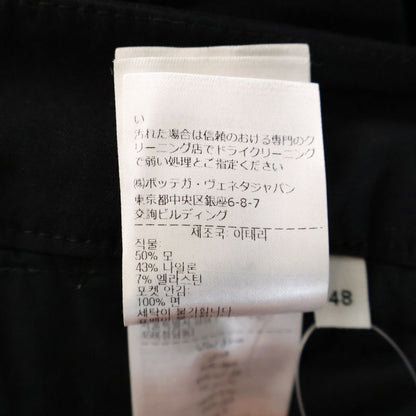 い
汚れた場合は信頼のおける専門のク
リーニング店でドライクリーニング
で弱い処理とご指定ください
㈱ボッテガ・ヴェネタジャパン
東京都中央区銀座6-8-7
交詢ビルディング
제조국 이태리
직물:
50% 모
43% 나일론
7% 엘라스틴
포켓 안감:
100% 면
세탁이 불가합니다
48